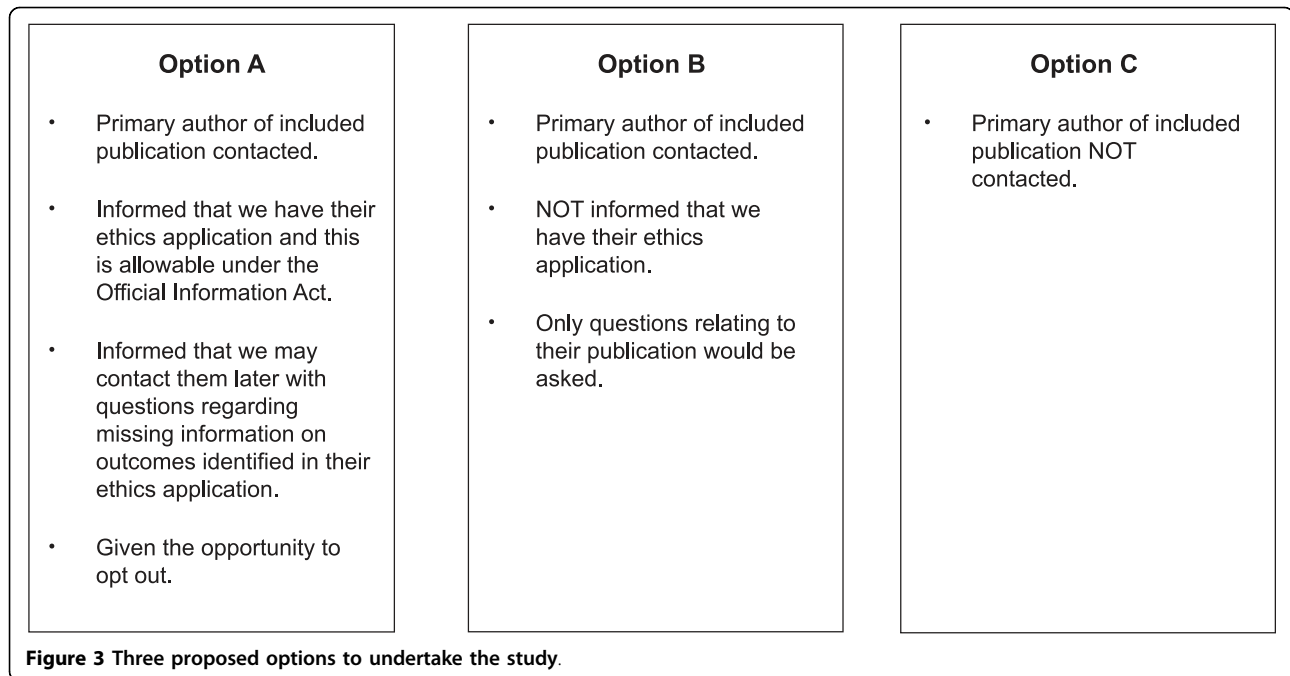 Option A
• Primary author of included
publication contacted.
• Informed that we have their
ethics application and this
is allowable under the
Official Information Act.
• Informed that we may
contact them later with
questions regarding
missing information on
outcomes identified in their
ethics application.
• Given the opportunity to
opt out.
Option B
• Primary author of included
publication contacted.
• NOT informed that we
have their ethics
application.
• Only questions relating to
their publication would be
asked.
Option C
• Primary author of included
publication NOT
contacted.
Figure 3 Three proposed options to undertake the study.